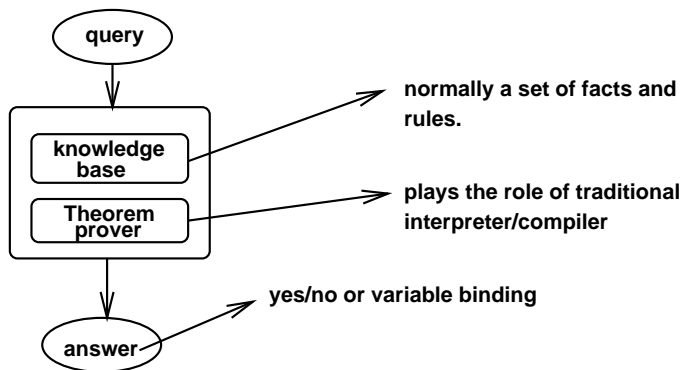 query
normally a set of facts and
rules.
knowledge
base
plays the role of traditional
interpreter/compiler
Theorem
prover
yes/no or variable binding
answer